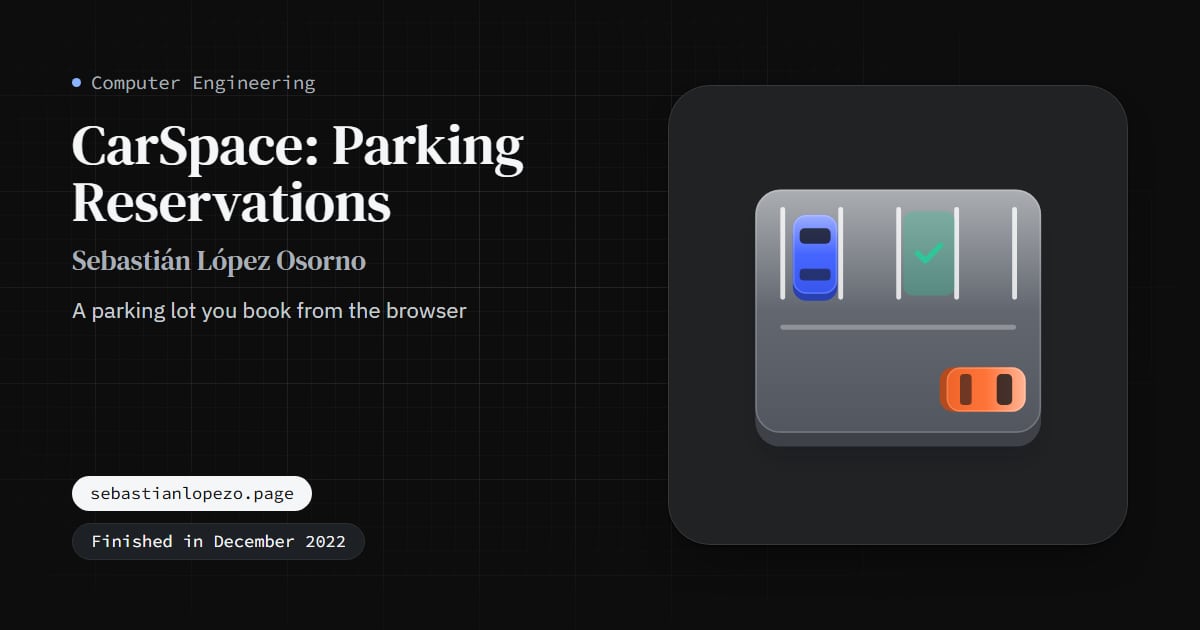 Computer Engineering
CarSpace: Parking
Reservations
Sebastián López Osorno
A parking lot you book from the browser
sebastianlopezo.page
Finished in December 2022